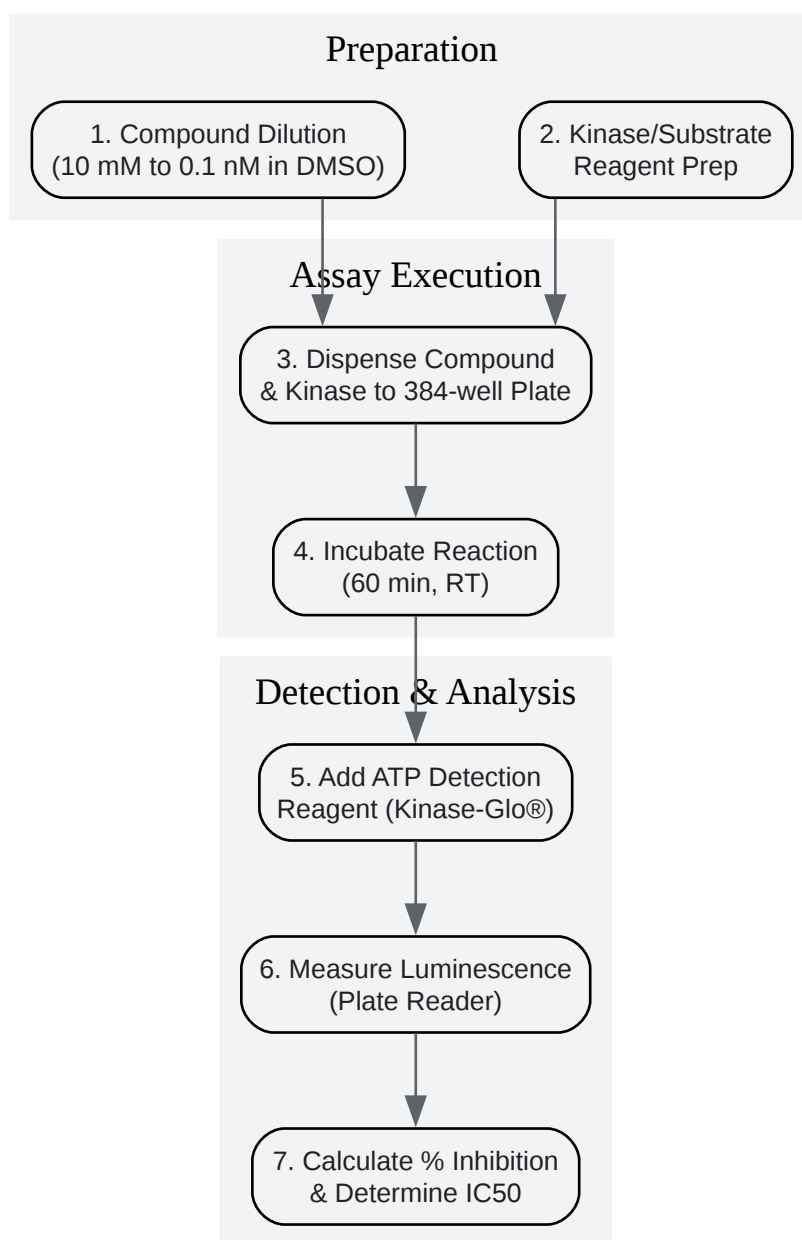 Preparation
1. Compound Dilution
(10 mM to 0.1 nM in DMSO)
2. Kinase/Substrate
Reagent Prep
Assay Execution
3. Dispense Compound
& Kinase to 384-well Plate
4. Incubate Reaction
(60 min, RT)
Detection & Analysis
5. Add ATP Detection
Reagent (Kinase-Glo®)
6. Measure Luminescence
(Plate Reader)
7. Calculate % Inhibition
& Determine IC50